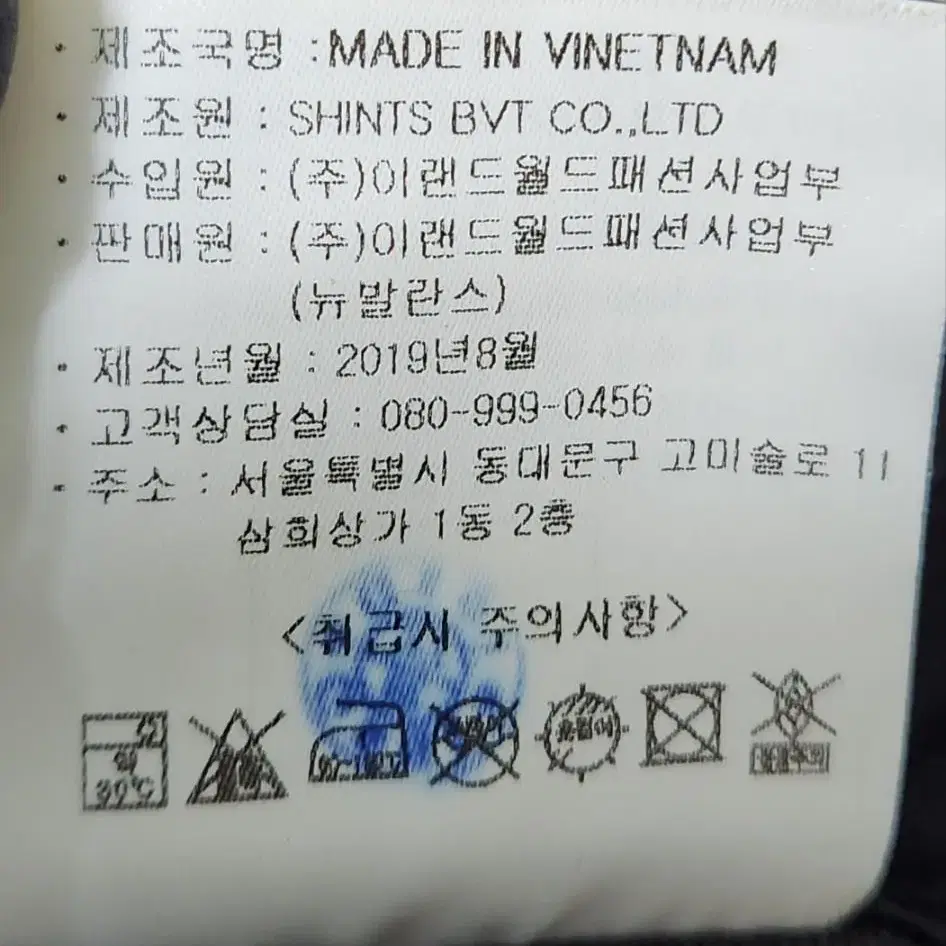 · 제조국명 : MADE IN VINETNAM
· 제조원 : SHINTS BVT CO.,LTD
· 수입원 : (주)이랜드월드패션사업부
· 판매원 : (주)이랜드월드패션사업부
(뉴발란스)
· 제조년월 : 2019년8월
· 고객상담실 : 080-999-0456
· 주소 : 서울특별시 동대문구 고미술로 11
삼희상가 1동 2층
<취급시 주의사항>
30℃